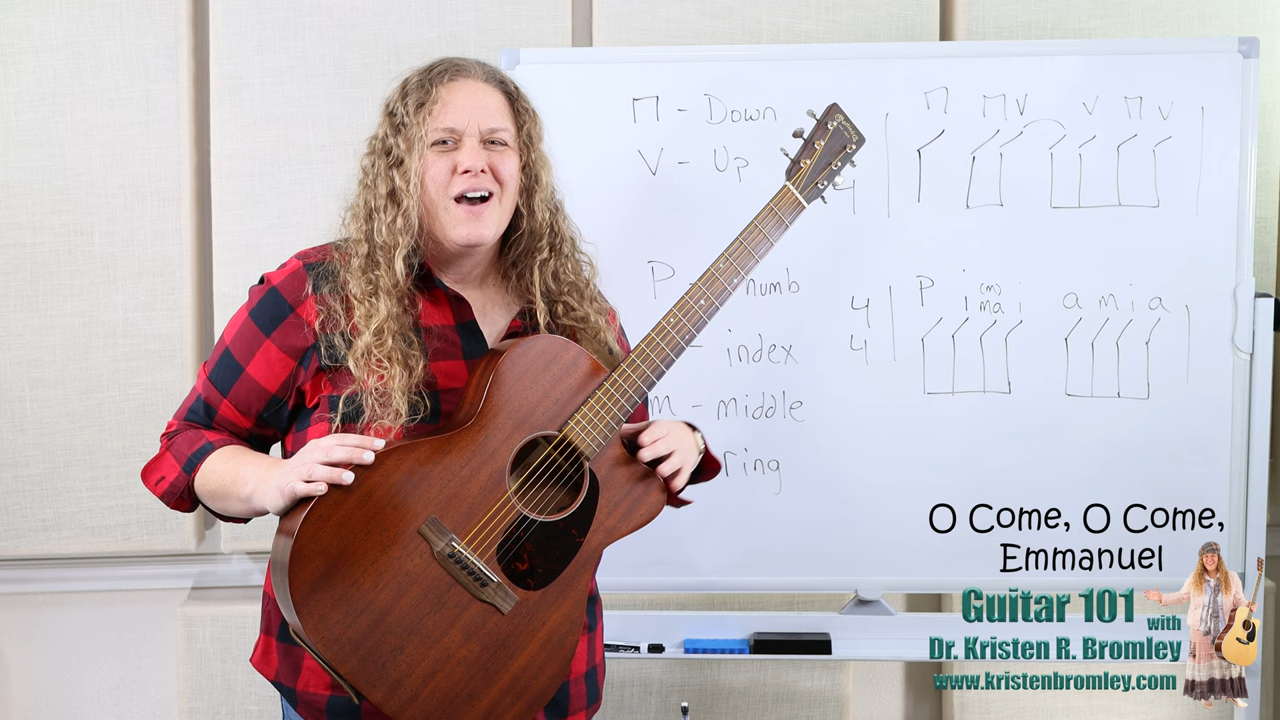 ⊓ - Down
V - Up
⊓ ⊓ V V ⊓ V
4
P - numb
- index
m - middle
ring
4
4
P i (m) ma i a m i a
O Come, O Come,
Emmanuel
Guitar 101
with
Dr. Kristen R. Bromley
www.kristenbromley.com